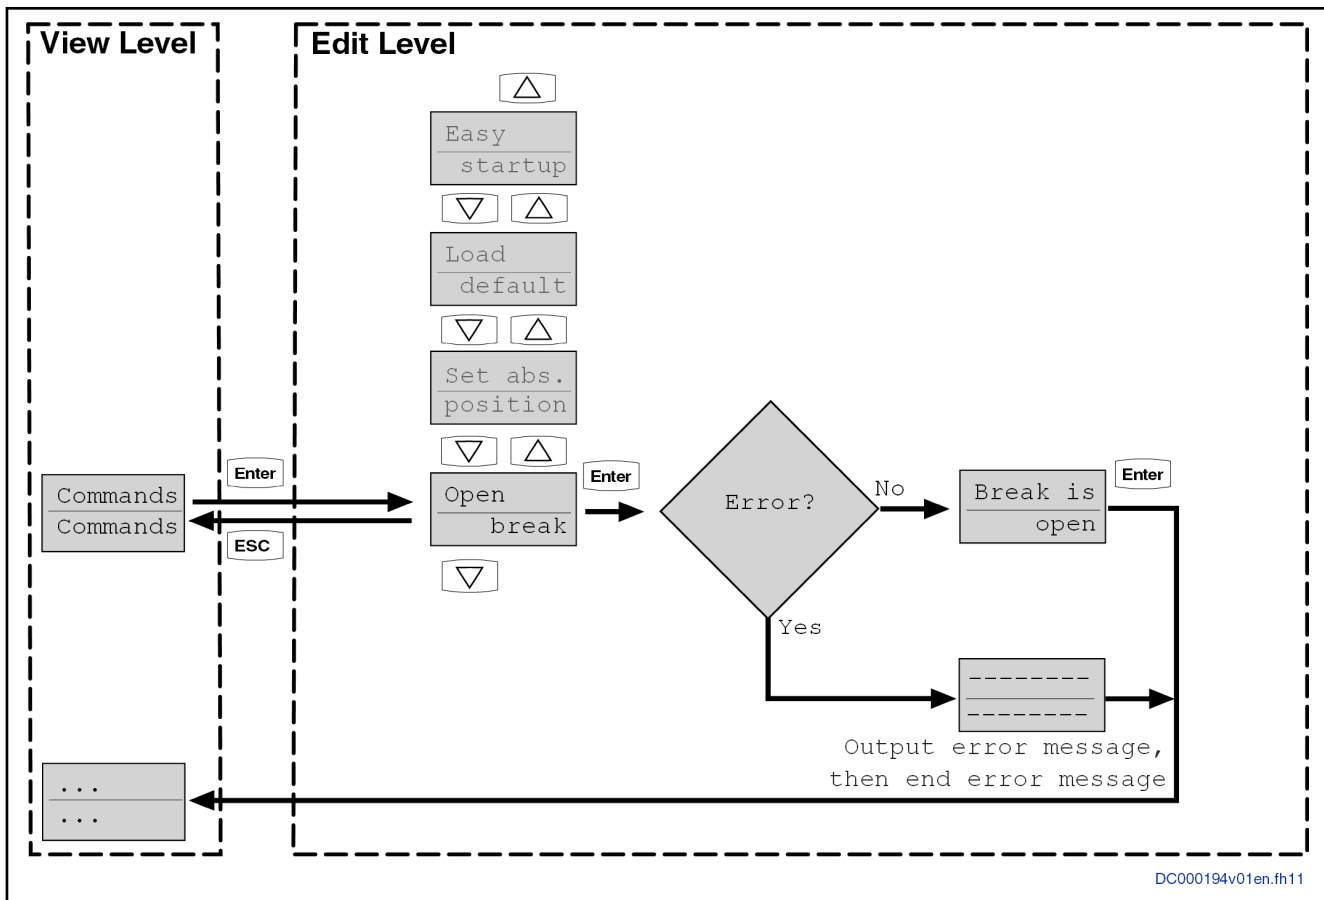 View Level
Edit Level
Easy
startup
Load
default
Set abs.
position
Enter
Commands
Commands
ESC
Open
break
Enter
Error?
No
Break is
open
Enter
Yes
--------
--------
Output error message,
then end error message
...
...
DC000194v01en.fh11